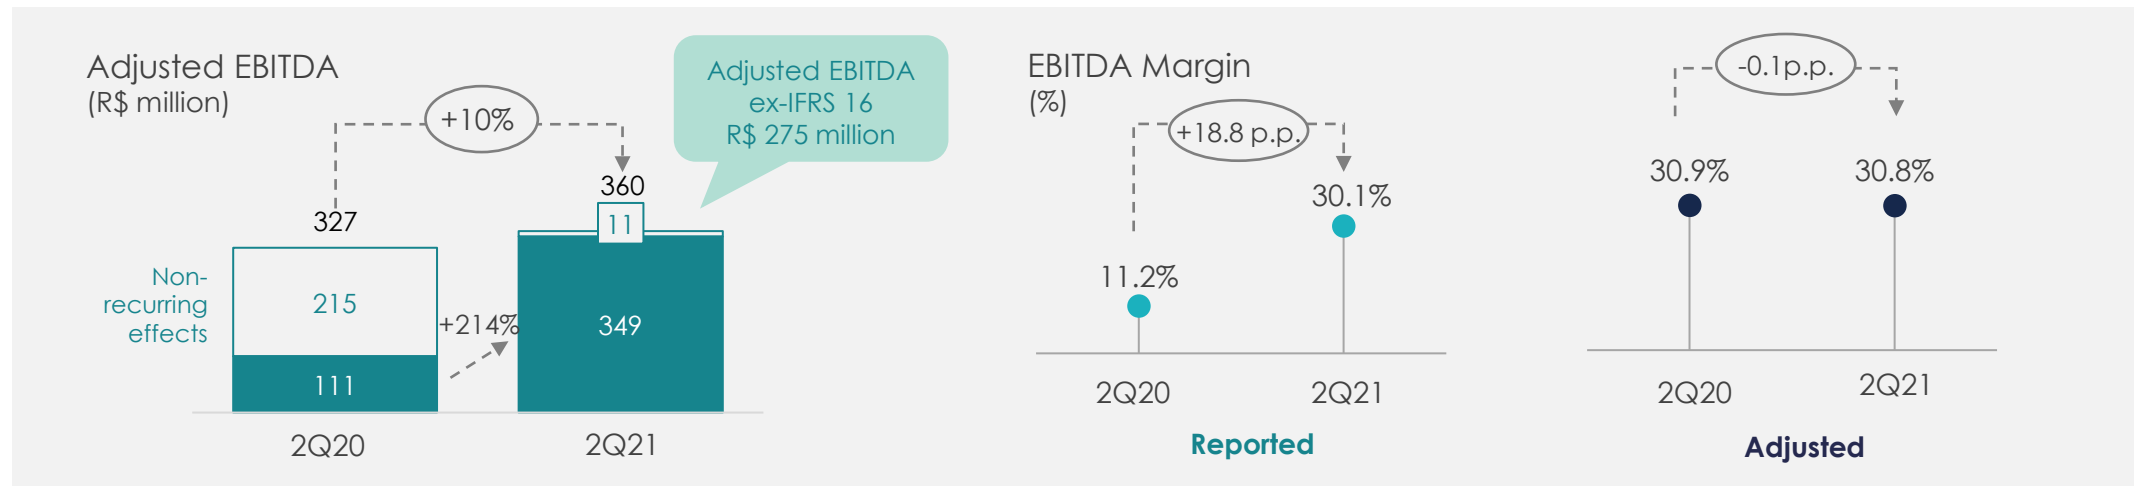 Adjusted EBITDA
(R$ million)
+10%
Adjusted EBITDA
ex-IFRS 16
R$ 275 million
327
360
11
Non-
recurring
effects
215
+214%
349
111
2Q20
2Q21
EBITDA Margin
(%)
+18.8 p.p.
11.2%
30.1%
2Q20
2Q21
Reported
-0.1p.p.
30.9%
30.8%
2Q20
2Q21
Adjusted